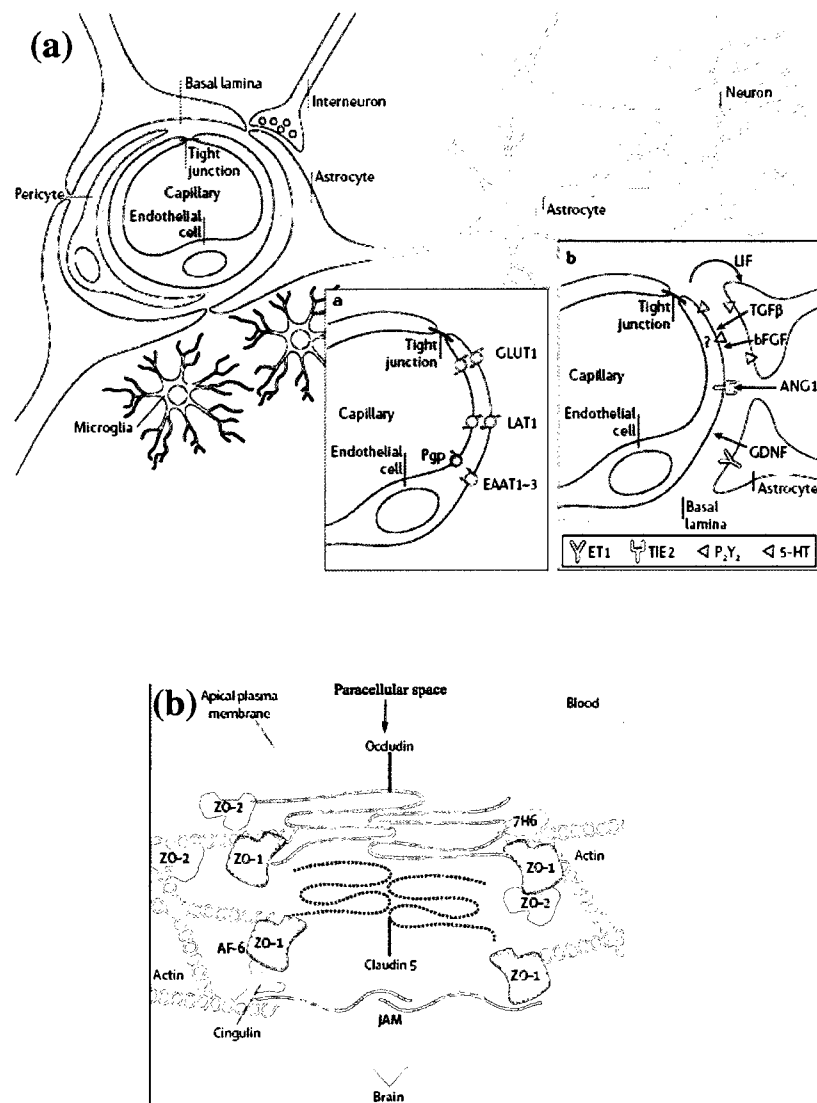 (a)
Basal lamina
Interneuron
Neuron
Tight
junction
Pericyte
Capillary
Astrocyte
Endothelial
cell
Astrocyte
Microglia
a
Tight
junction
GLUT1
Capillary
LAT1
Endothelial
cell
Pgp
EAAT1-3
b
LIF
Tight
junction
TGFβ
?
bFGF
Capillary
ANG1
Endothelial
cell
GDNF
Astrocyte
Basal
lamina
ET1 TIE2 P₂Y₂ 5-HT
(b)
Apical plasma
membrane
Paracellular space
Blood
Occludin
ZO-2
7H6
ZO-2
ZO-1
ZO-1
Actin
ZO-2
AF-6
ZO-1
Claudin 5
ZO-1
Actin
JAM
Cingulin
Brain